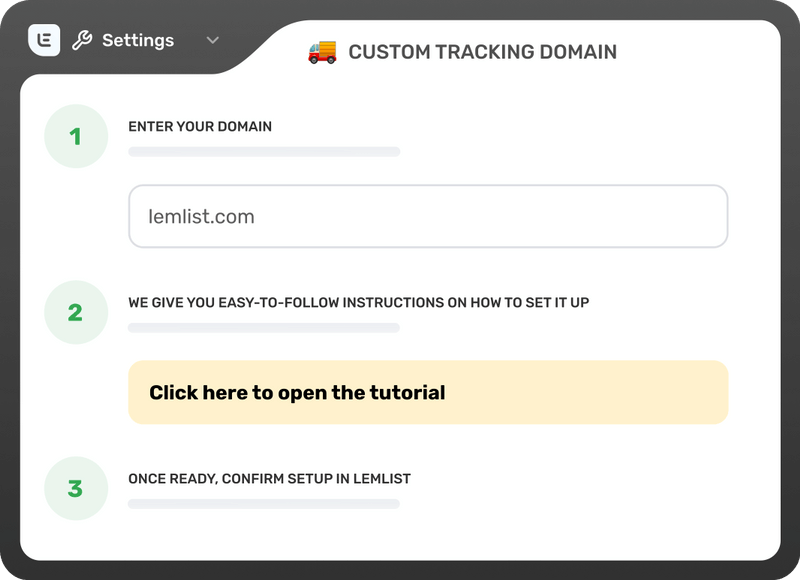 LE Settings
CUSTOM TRACKING DOMAIN
1
ENTER YOUR DOMAIN
lemlist.com
2
WE GIVE YOU EASY-TO-FOLLOW INSTRUCTIONS ON HOW TO SET IT UP
Click here to open the tutorial
3
ONCE READY, CONFIRM SETUP IN LEMLIST